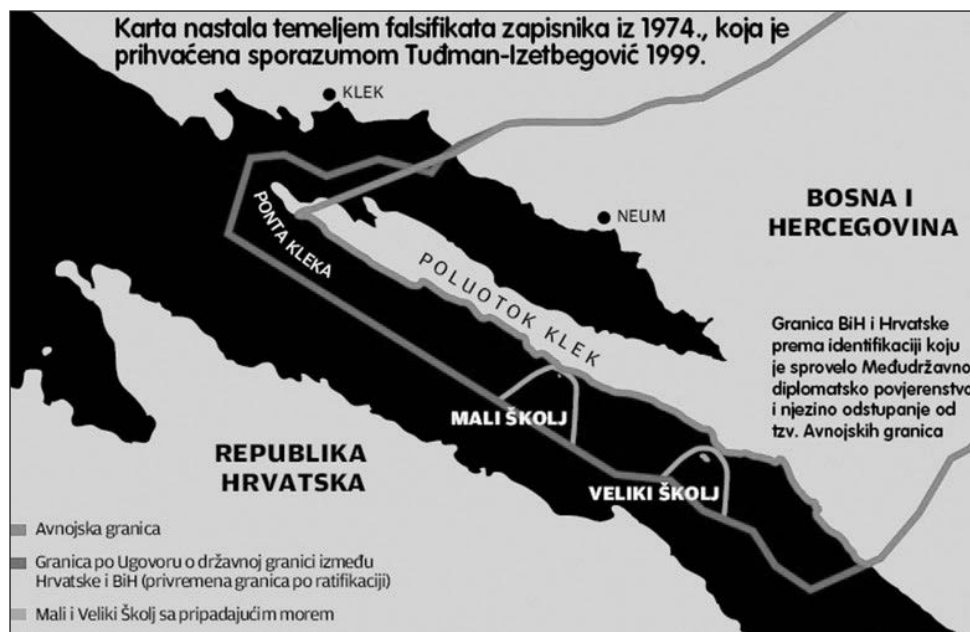 Karta nastala temeljem falsifikata zapisnika iz 1974., koja je
prihvaćena sporazumom Tuđman-Izetbegović 1999.
KLEK
NEUM
BOSNA I
HERCEGOVINA
PONTA KLEKA
POLUOTOK KLEK
Granica BiH i Hrvatske
prema identifikaciji koju
je sprovelo Međudržavno
diplomatsko povjerenstvo
i njezino odstupanje od
tzv. Avnojskih granica
MALI ŠKOLJ
VELIKI ŠKOLJ
REPUBLIKA
HRVATSKA
Avnojska granica
Granica po Ugovoru o državnoj granici između
Hrvatske i BiH (privremena granica po ratifikaciji)
Mali i Veliki Školj sa pripadajućim morem